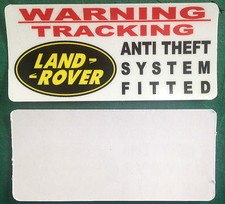 WARNING
TRACKING
LAND-
-ROVER
ANTI THEFT
SYSTEM
FITTED